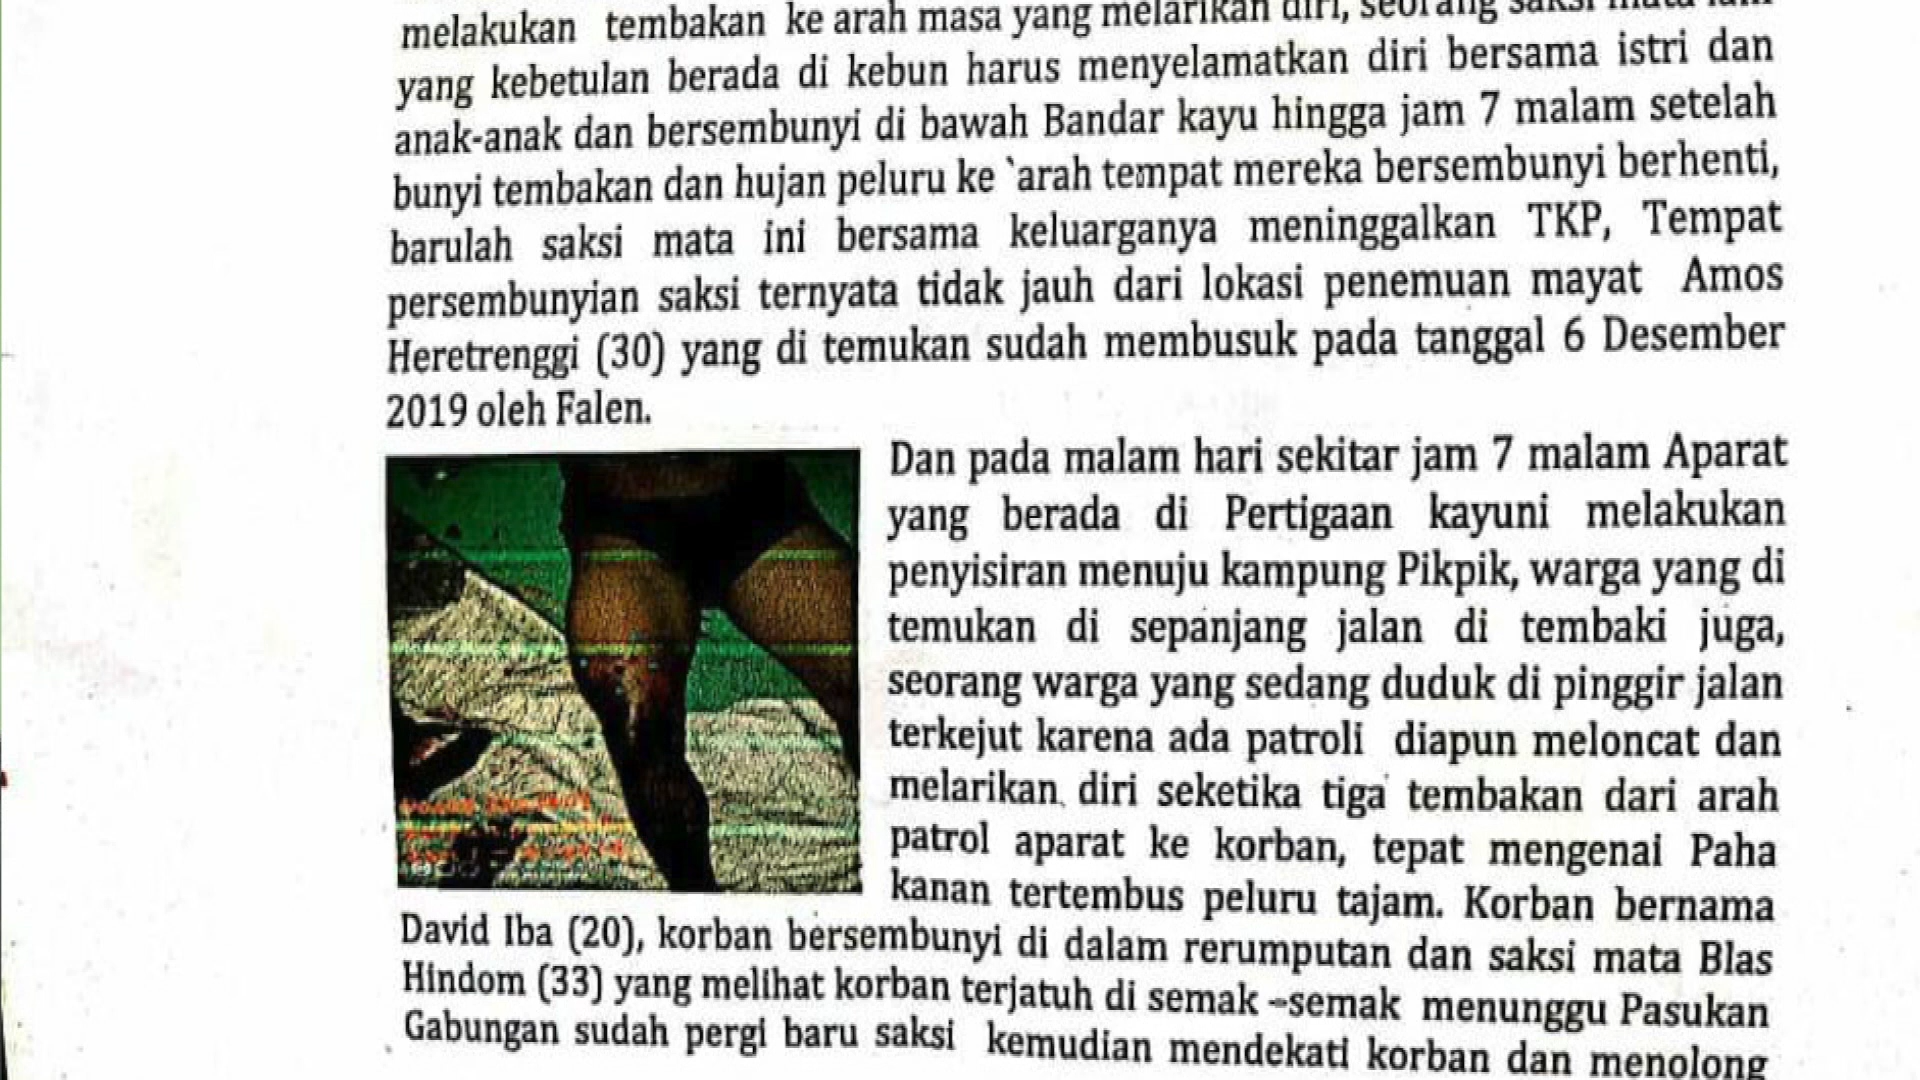 melakukan tembakan ke arah masa yang melarikan diri, seorang saksi mata lain
yang kebetulan berada di kebun harus menyelamatkan diri bersama istri dan
anak-anak dan bersembunyi di bawah Bandar kayu hingga jam 7 malam setelah
bunyi tembakan dan hujan peluru ke `arah tempat mereka bersembunyi berhenti,
barulah saksi mata ini bersama keluarganya meninggalkan TKP, Tempat
persembunyian saksi ternyata tidak jauh dari lokasi penemuan mayat Amos
Heretrenggi (30) yang di temukan sudah membusuk pada tanggal 6 Desember
2019 oleh Falen.
Dan pada malam hari sekitar jam 7 malam Aparat
yang berada di Pertigaan kayuni melakukan
penyisiran menuju kampung Pikpik, warga yang di
temukan di sepanjang jalan di tembaki juga,
seorang warga yang sedang duduk di pinggir jalan
terkejut karena ada patroli diapun meloncat dan
melarikan diri seketika tiga tembakan dari arah
patrol aparat ke korban, tepat mengenai Paha
kanan tertembus peluru tajam. Korban bernama
David Iba (20), korban bersembunyi di dalam rerumputan dan saksi mata Blas
Hindom (33) yang melihat korban terjatuh di semak –semak menunggu Pasukan
Gabungan sudah pergi baru saksi kemudian mendekati korban dan menolong